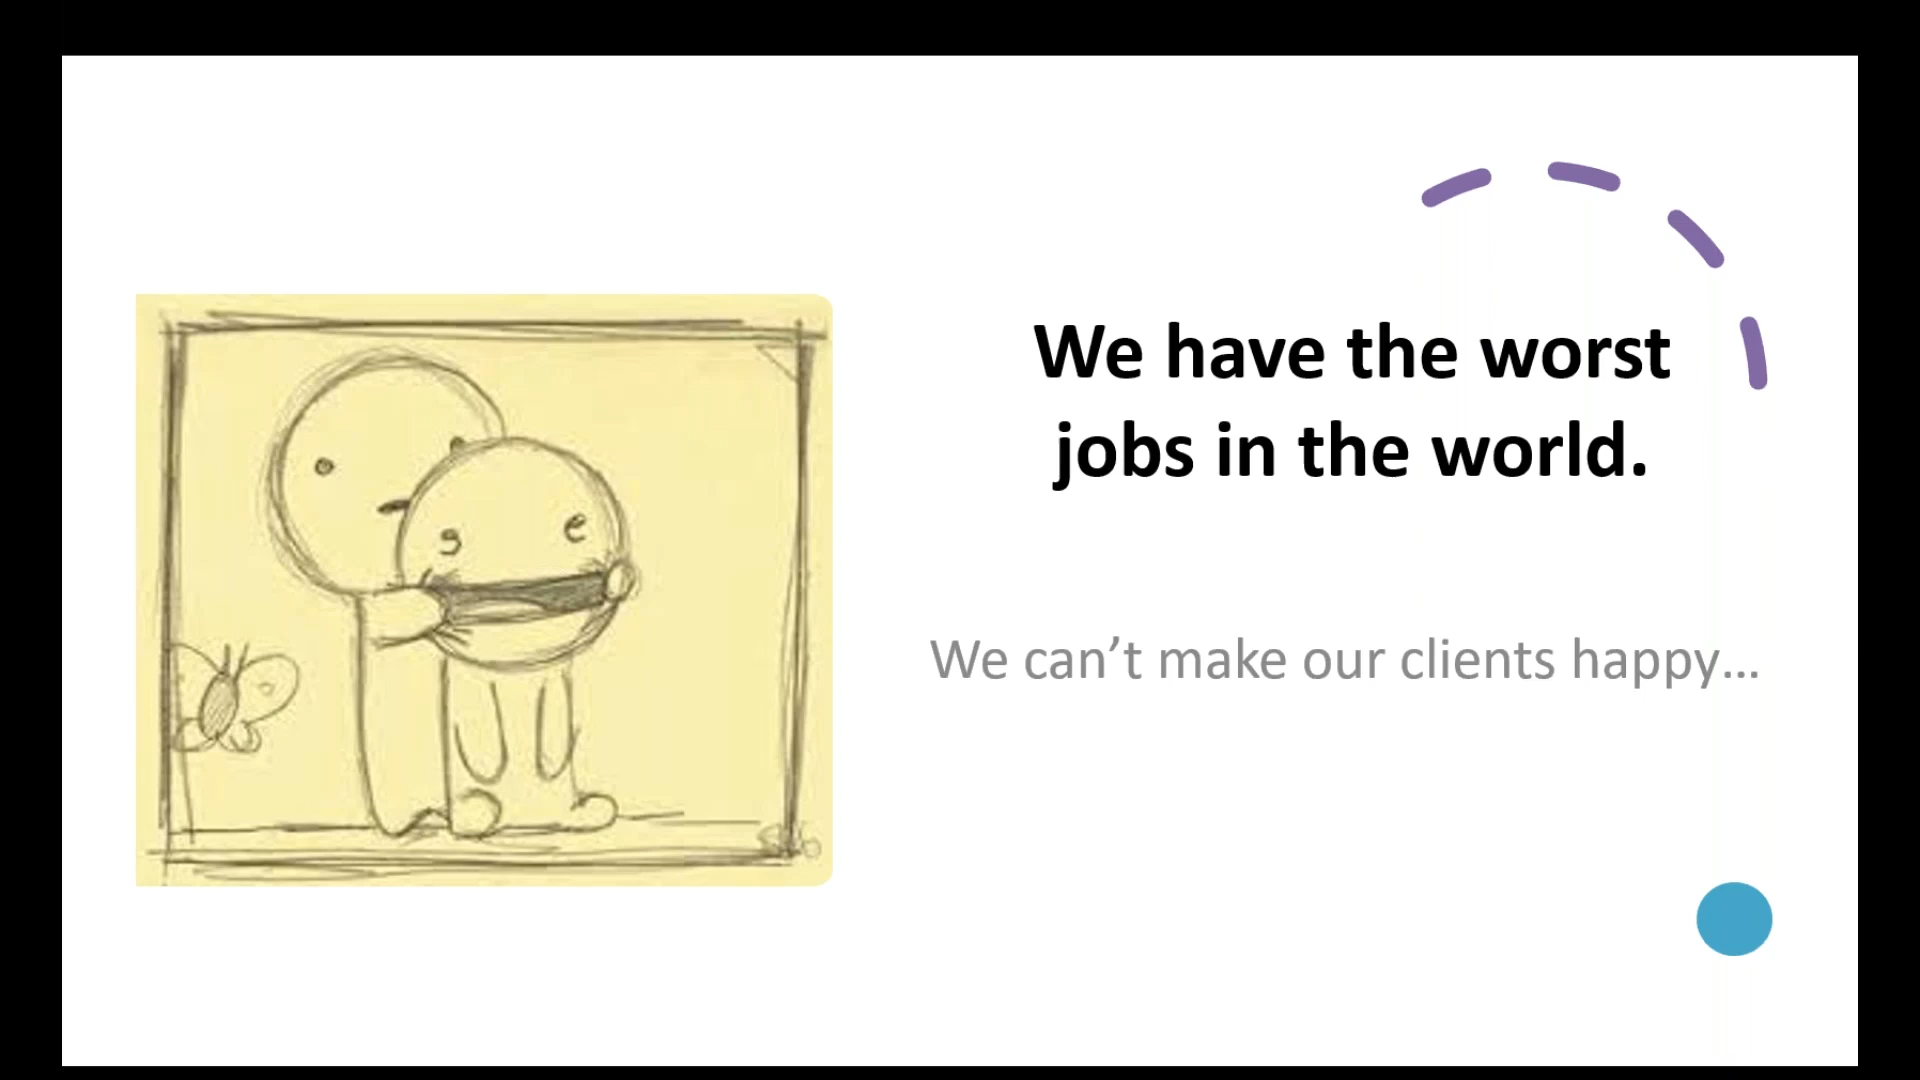 We have the worst
jobs in the world.
We can’t make our clients happy…